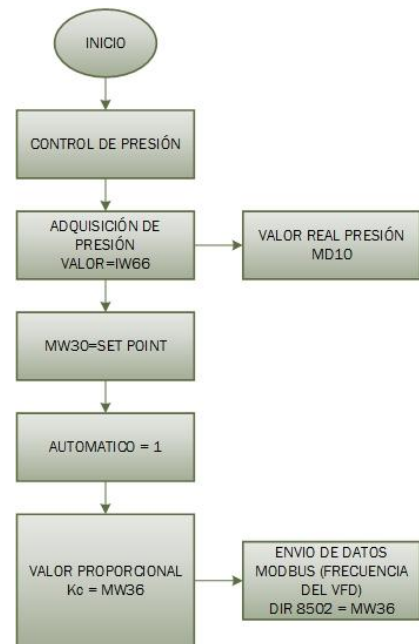 INICIO
CONTROL DE PRESIÓN
ADQUISICIÓN DE
PRESIÓN
VALOR=IW66
VALOR REAL PRESIÓN
MD10
MW30=SET POINT
AUTOMATICO = 1
VALOR PROPORCIONAL
Kc = MW36
ENVIO DE DATOS
MODBUS (FRECUENCIA
DEL VFD)
DIR 8502 = MW36